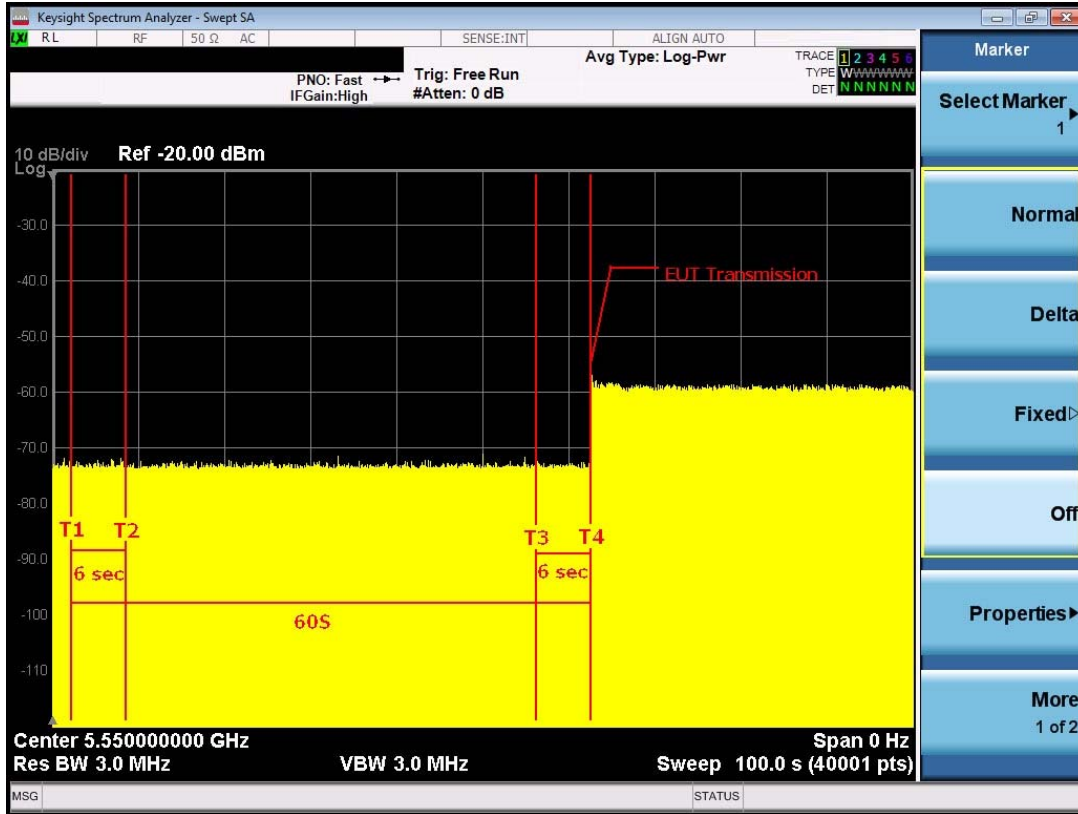 Keysight Spectrum Analyzer - Swept SA
LXI RL RF 50 Ω AC SENSE:INT ALIGN AUTO
PNO: Fast
IFGain:High
Trig: Free Run
#Atten: 0 dB
Avg Type: Log-Pwr
TRACE 1 2 3 4 5 6
TYPE WWWWWW
DET N N N N N N
10 dB/div Ref -20.00 dBm
Log
-30.0
-40.0
-50.0
-60.0
-70.0
-80.0
-90.0
-100
-110
EUT Transmission
T1 T2 T3 T4
6 sec 6 sec
60S
Center 5.550000000 GHz Span 0 Hz
Res BW 3.0 MHz VBW 3.0 MHz Sweep 100.0 s (40001 pts)
MSG STATUS
Marker
Select Marker
1
Normal
Delta
Fixed
Off
Properties
More
1 of 2